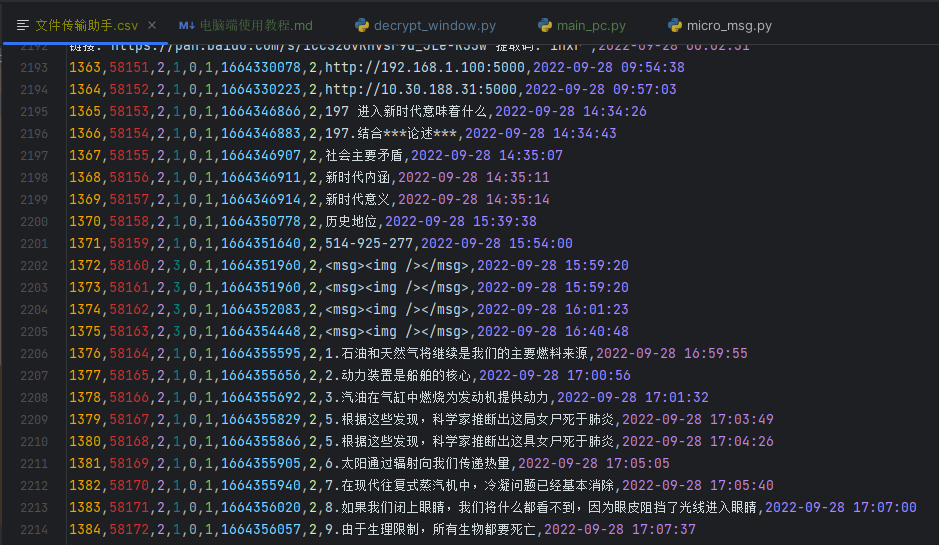 文件传输助手.csv
电脑端使用教程.md
decrypt_window.py
main_pc.py
micro_msg.py
2193 1363,58151,2,1,0,1,1664330078,2,http://192.168.1.100:5000,2022-09-28 09:54:38
2194 1364,58152,2,1,0,1,1664330223,2,http://10.30.188.31:5000,2022-09-28 09:57:03
2195 1365,58153,2,1,0,1,1664346866,2,197 进入新时代意味着什么,2022-09-28 14:34:26
2196 1366,58154,2,1,0,1,1664346883,2,197.结合***论述***,2022-09-28 14:34:43
2197 1367,58155,2,1,0,1,1664346907,2,社会主要矛盾,2022-09-28 14:35:07
2198 1368,58156,2,1,0,1,1664346911,2,新时代内涵,2022-09-28 14:35:11
2199 1369,58157,2,1,0,1,1664346914,2,新时代意义,2022-09-28 14:35:14
2200 1370,58158,2,1,0,1,1664350778,2,历史地位,2022-09-28 15:39:38
2201 1371,58159,2,1,0,1,1664351640,2,514-925-277,2022-09-28 15:54:00
2202 1372,58160,2,3,0,1,1664351960,2,<msg><img /></msg>,2022-09-28 15:59:20
2203 1373,58161,2,3,0,1,1664351960,2,<msg><img /></msg>,2022-09-28 15:59:20
2204 1374,58162,2,3,0,1,1664352083,2,<msg><img /></msg>,2022-09-28 16:01:23
2205 1375,58163,2,3,0,1,1664354448,2,<msg><img /></msg>,2022-09-28 16:40:48
2206 1376,58164,2,1,0,1,1664355595,2,1.石油和天然气将继续是我们的主要燃料来源,2022-09-28 16:59:55
2207 1377,58165,2,1,0,1,1664355656,2,2.动力装置是船舶的核心,2022-09-28 17:00:56
2208 1378,58166,2,1,0,1,1664355692,2,3.汽油在气缸中燃烧为发动机提供动力,2022-09-28 17:01:32
2209 1379,58167,2,1,0,1,1664355829,2,5.根据这些发现，科学家推断出这局女尸死于肺炎,2022-09-28 17:03:49
2210 1380,58168,2,1,0,1,1664355866,2,5.根据这些发现，科学家推断出这具女尸死于肺炎,2022-09-28 17:04:26
2211 1381,58169,2,1,0,1,1664355905,2,6.太阳通过辐射向我们传递热量,2022-09-28 17:05:05
2212 1382,58170,2,1,0,1,1664355940,2,7.在现代往复式蒸汽机中，冷凝问题已经基本消除,2022-09-28 17:05:40
2213 1383,58171,2,1,0,1,1664356020,2,8.如果我们闭上眼睛，我们将什么都看不到，因为眼皮阻挡了光线进入眼睛,2022-09-28 17:07:00
2214 1384,58172,2,1,0,1,1664356057,2,9.由于生理限制，所有生物都要死亡,2022-09-28 17:07:37